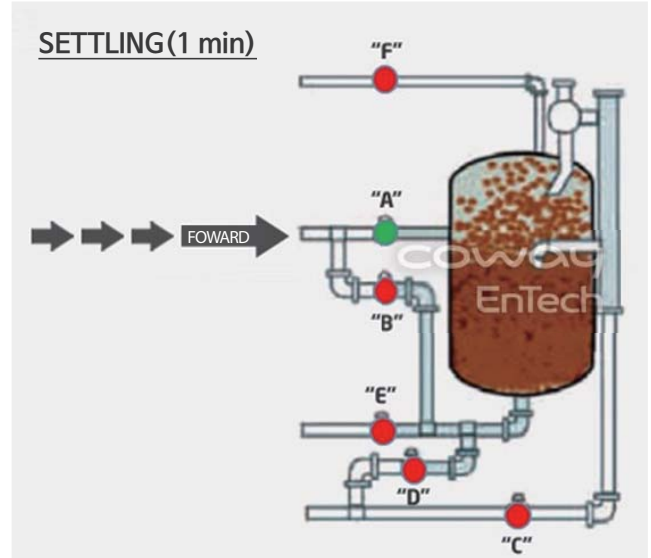 SETTLING(1 min)
"F"
"A"
FOWARD
coway
EnTech
"B"
"E"
"D"
"C"